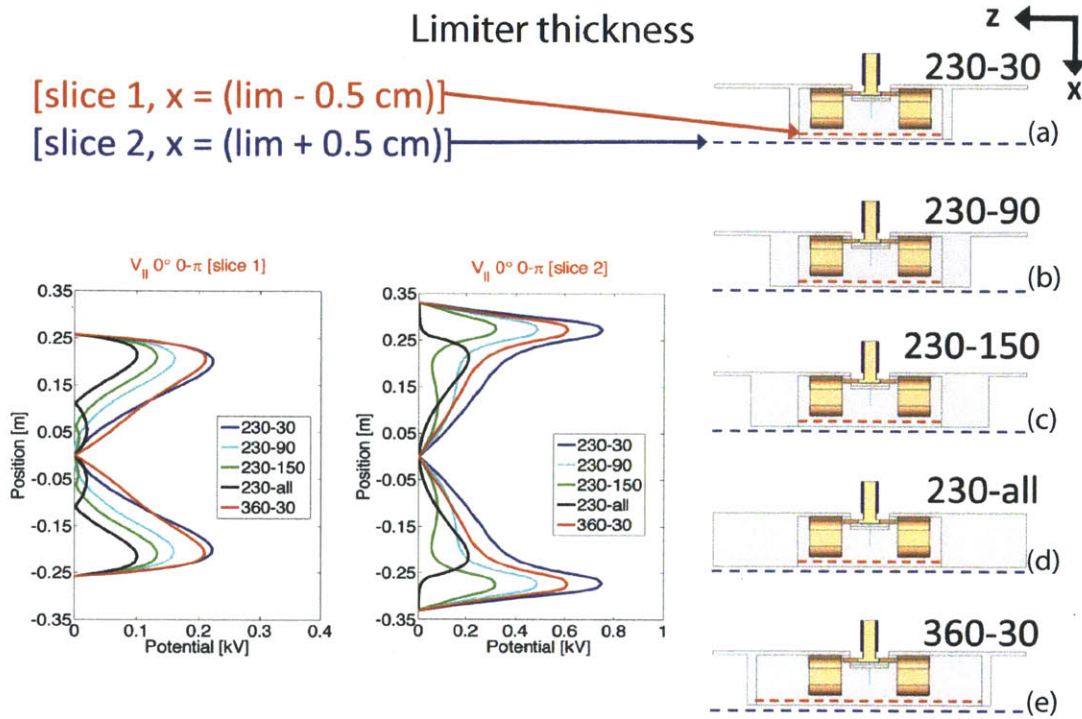 Limiter thickness
z
x
[slice 1, x = (lim - 0.5 cm)]
[slice 2, x = (lim + 0.5 cm)]
230-30
(a)
230-90
(b)
230-150
(c)
230-all
(d)
360-30
(e)
V|| 0° 0-π [slice 1]
0.35
0.25
0.15
0.05
-0.05
-0.15
-0.25
-0.35
Position [m]
230-30
230-90
230-150
230-all
360-30
0 0.1 0.2 0.3 0.4
Potential [kV]
V|| 0° 0-π [slice 2]
0.35
0.25
0.15
0.05
-0.05
-0.15
-0.25
-0.35
Position [m]
230-30
230-90
230-150
230-all
360-30
0 0.2 0.4 0.6 0.8 1
Potential [kV]